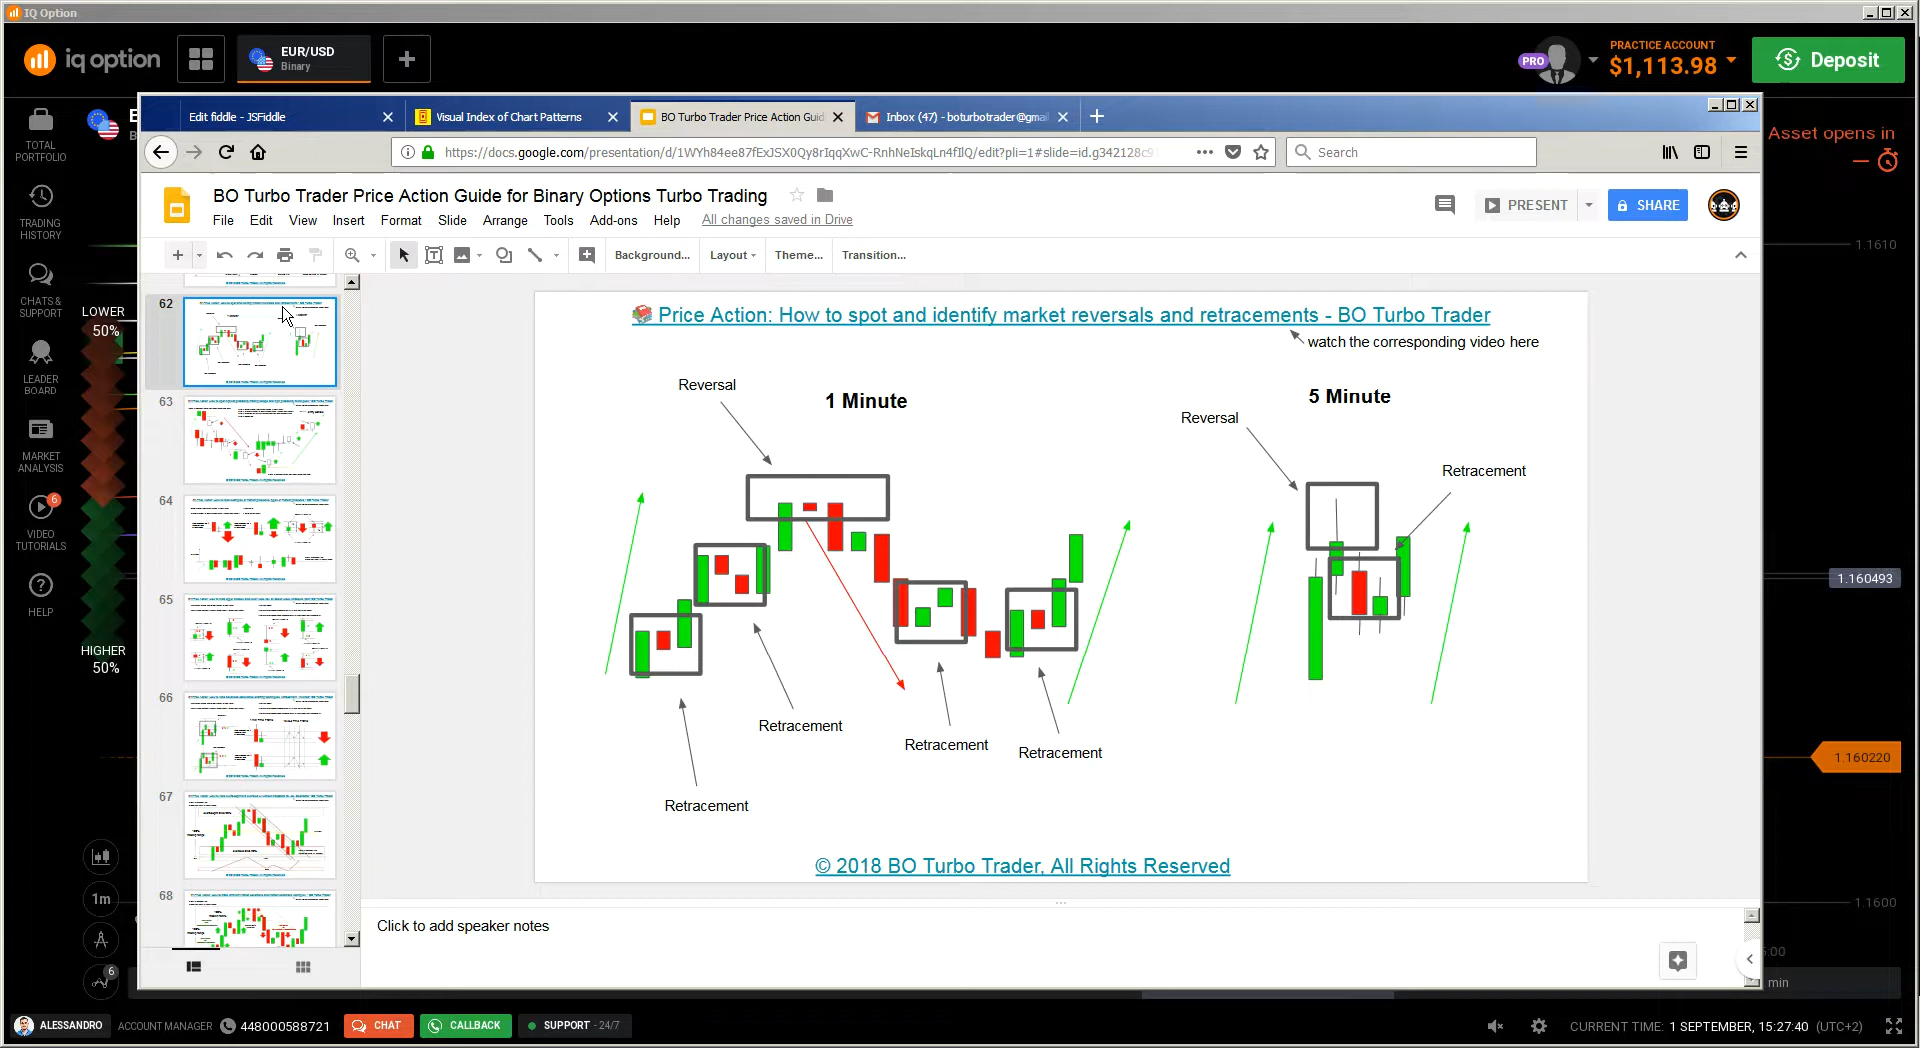 IQ Option
iq option
EUR/USD
Binary
PRO
PRACTICE ACCOUNT
$1,113.98
Deposit
Edit fiddle - JSFiddle
Visual Index of Chart Patterns
BO Turbo Trader Price Action Guid
Inbox (47) - boturbotrader@gmai
Asset opens in
https://docs.google.com/presentation/d/
Search
TOTAL
PORTFOLIO
TRADING
HISTORY
CHATS &
SUPPORT
LEADER
BOARD
MARKET
ANALYSIS
6
VIDEO
TUTORIALS
HELP
LOWER
50%
HIGHER
50%
1m
6
BO Turbo Trader Price Action Guide for Binary Options Turbo Trading
File Edit View Insert Format Slide Arrange Tools Add-ons Help All changes saved in Drive
PRESENT
SHARE
Background... Layout Theme... Transition...
62
63
64
65
66
67
68
Price Action: How to spot and identify market reversals and retracements - BO Turbo Trader
watch the corresponding video here
Reversal
1 Minute
5 Minute
Reversal
Retracement
Retracement
Retracement
Retracement
Retracement
© 2018 BO Turbo Trader, All Rights Reserved
Click to add speaker notes
1.1610
1.160493
1.160220
1.1600
5:00
min
ALESSANDRO
ACCOUNT MANAGER
448000588721
CHAT
CALLBACK
SUPPORT - 24/7
CURRENT TIME: 1 SEPTEMBER, 15:27:40 (UTC+2)